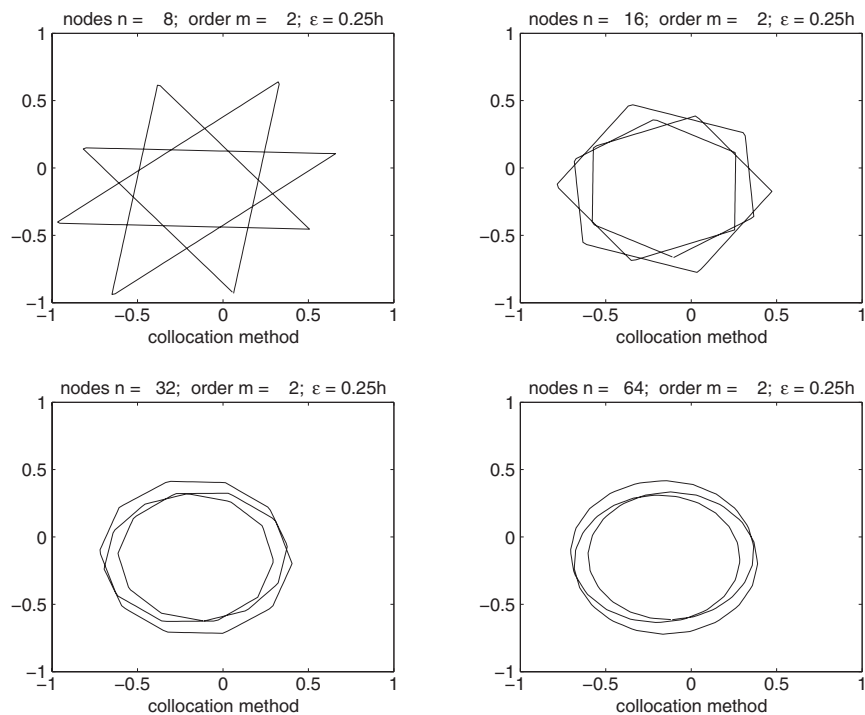 nodes n = 8; order m = 2; ε = 0.25h
1
0.5
0
−0.5
−1
−1 −0.5 0 0.5 1
collocation method
nodes n = 16; order m = 2; ε = 0.25h
1
0.5
0
−0.5
−1
−1 −0.5 0 0.5 1
collocation method
nodes n = 32; order m = 2; ε = 0.25h
1
0.5
0
−0.5
−1
−1 −0.5 0 0.5 1
collocation method
nodes n = 64; order m = 2; ε = 0.25h
1
0.5
0
−0.5
−1
−1 −0.5 0 0.5 1
collocation method